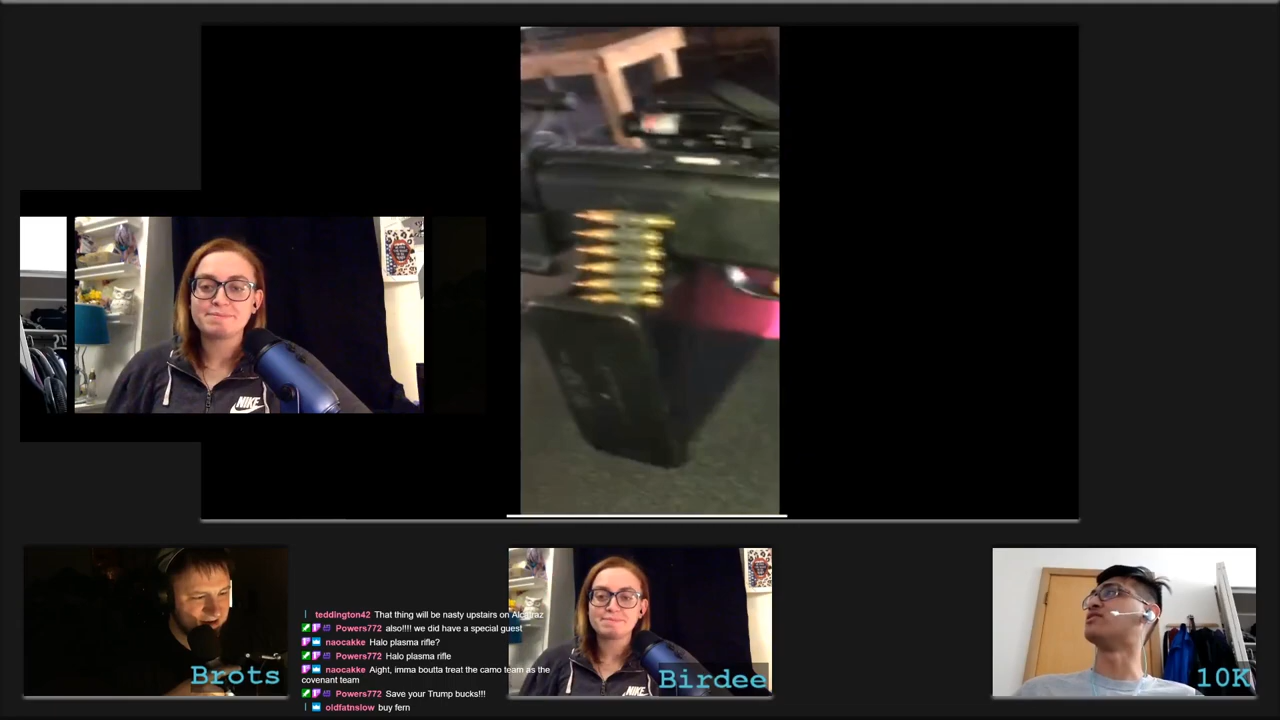 NIKE
Brots
teddington42 That thing will be nasty upstairs on Alcatraz
Powers772 also!!!! we did have a special guest
naocakke Halo plasma rifle?
Powers772 Halo plasma rifle
naocakke Aight, imma boutta treat the camo team as the
covenant team
Powers772 Save your Trump bucks!!!
oldfatnslow buy fern
NIKE
Birdee
10K